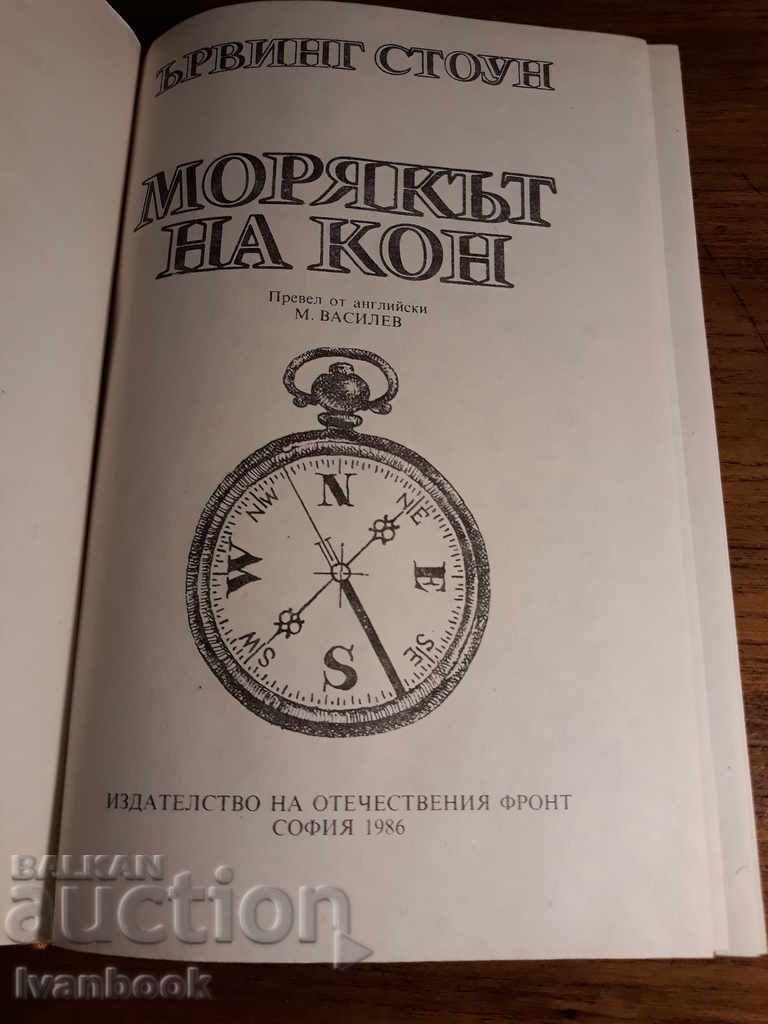 ЪРВИНГ СТОУН
МОРЯКЪТ
НА КОН
Превел от английски
М. ВАСИЛЕВ
N
NW
NE
W
E
SW
SE
S
ИЗДАТЕЛСТВО НА ОТЕЧЕСТВЕНИЯ ФРОНТ
СОФИЯ 1986
BALKAN
auction
Ivanbook